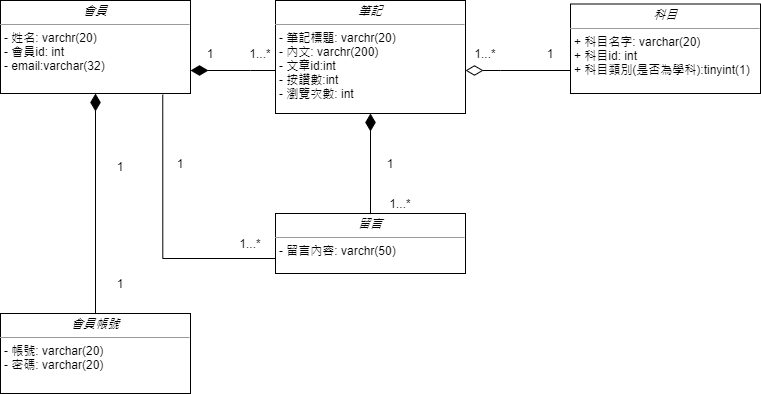 會員
- 姓名: varchr(20)
- 會員id: int
- email:varchar(32)
1
1...*
筆記
- 筆記標題: varchr(20)
- 內文: varchr(200)
- 文章id:int
- 按讚數:int
- 瀏覽次數: int
1...*
1
科目
+ 科目名字: varchar(20)
+ 科目id: int
+ 科目類別(是否為學科):tinyint(1)
1
1
1
1...*
1...*
留言
- 留言內容: varchr(50)
1
會員帳號
- 帳號: varchar(20)
- 密碼: varchar(20)